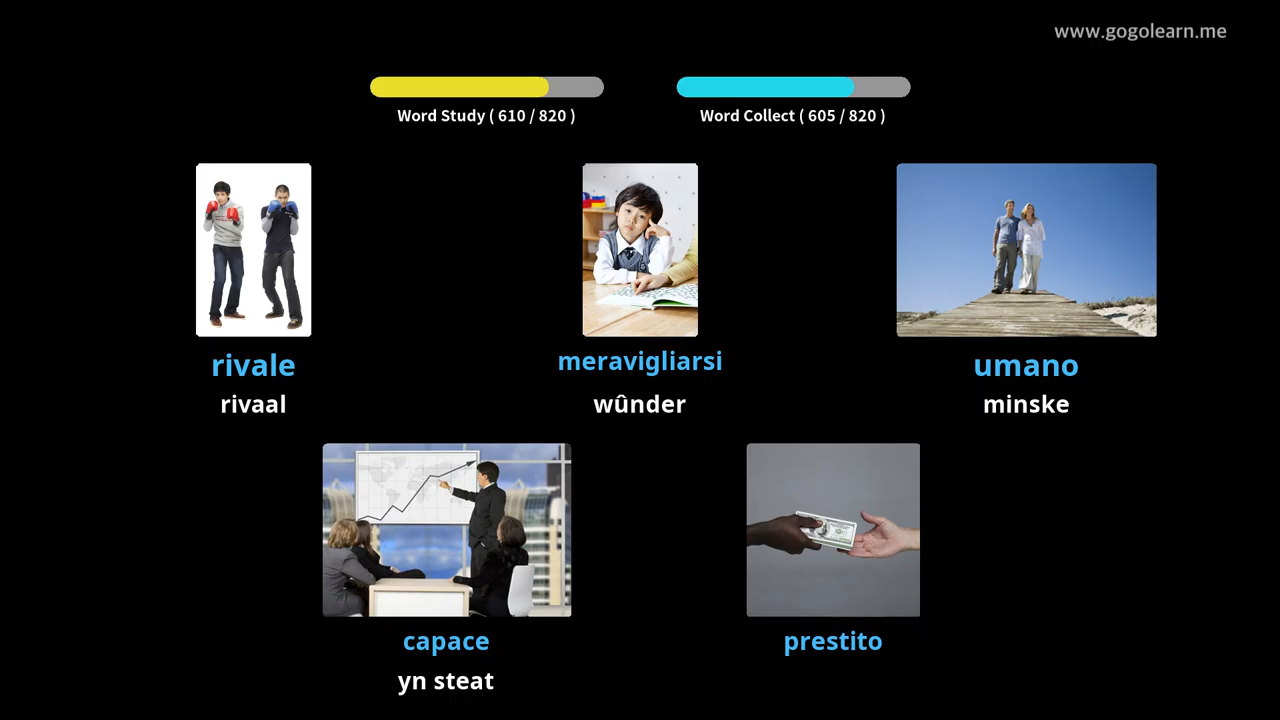 www.gogolearn.me
Word Study ( 610 / 820 )
Word Collect ( 605 / 820 )
rivale
rivaal
meravigliarsi
wûnder
umano
minske
capace
yn steat
prestito